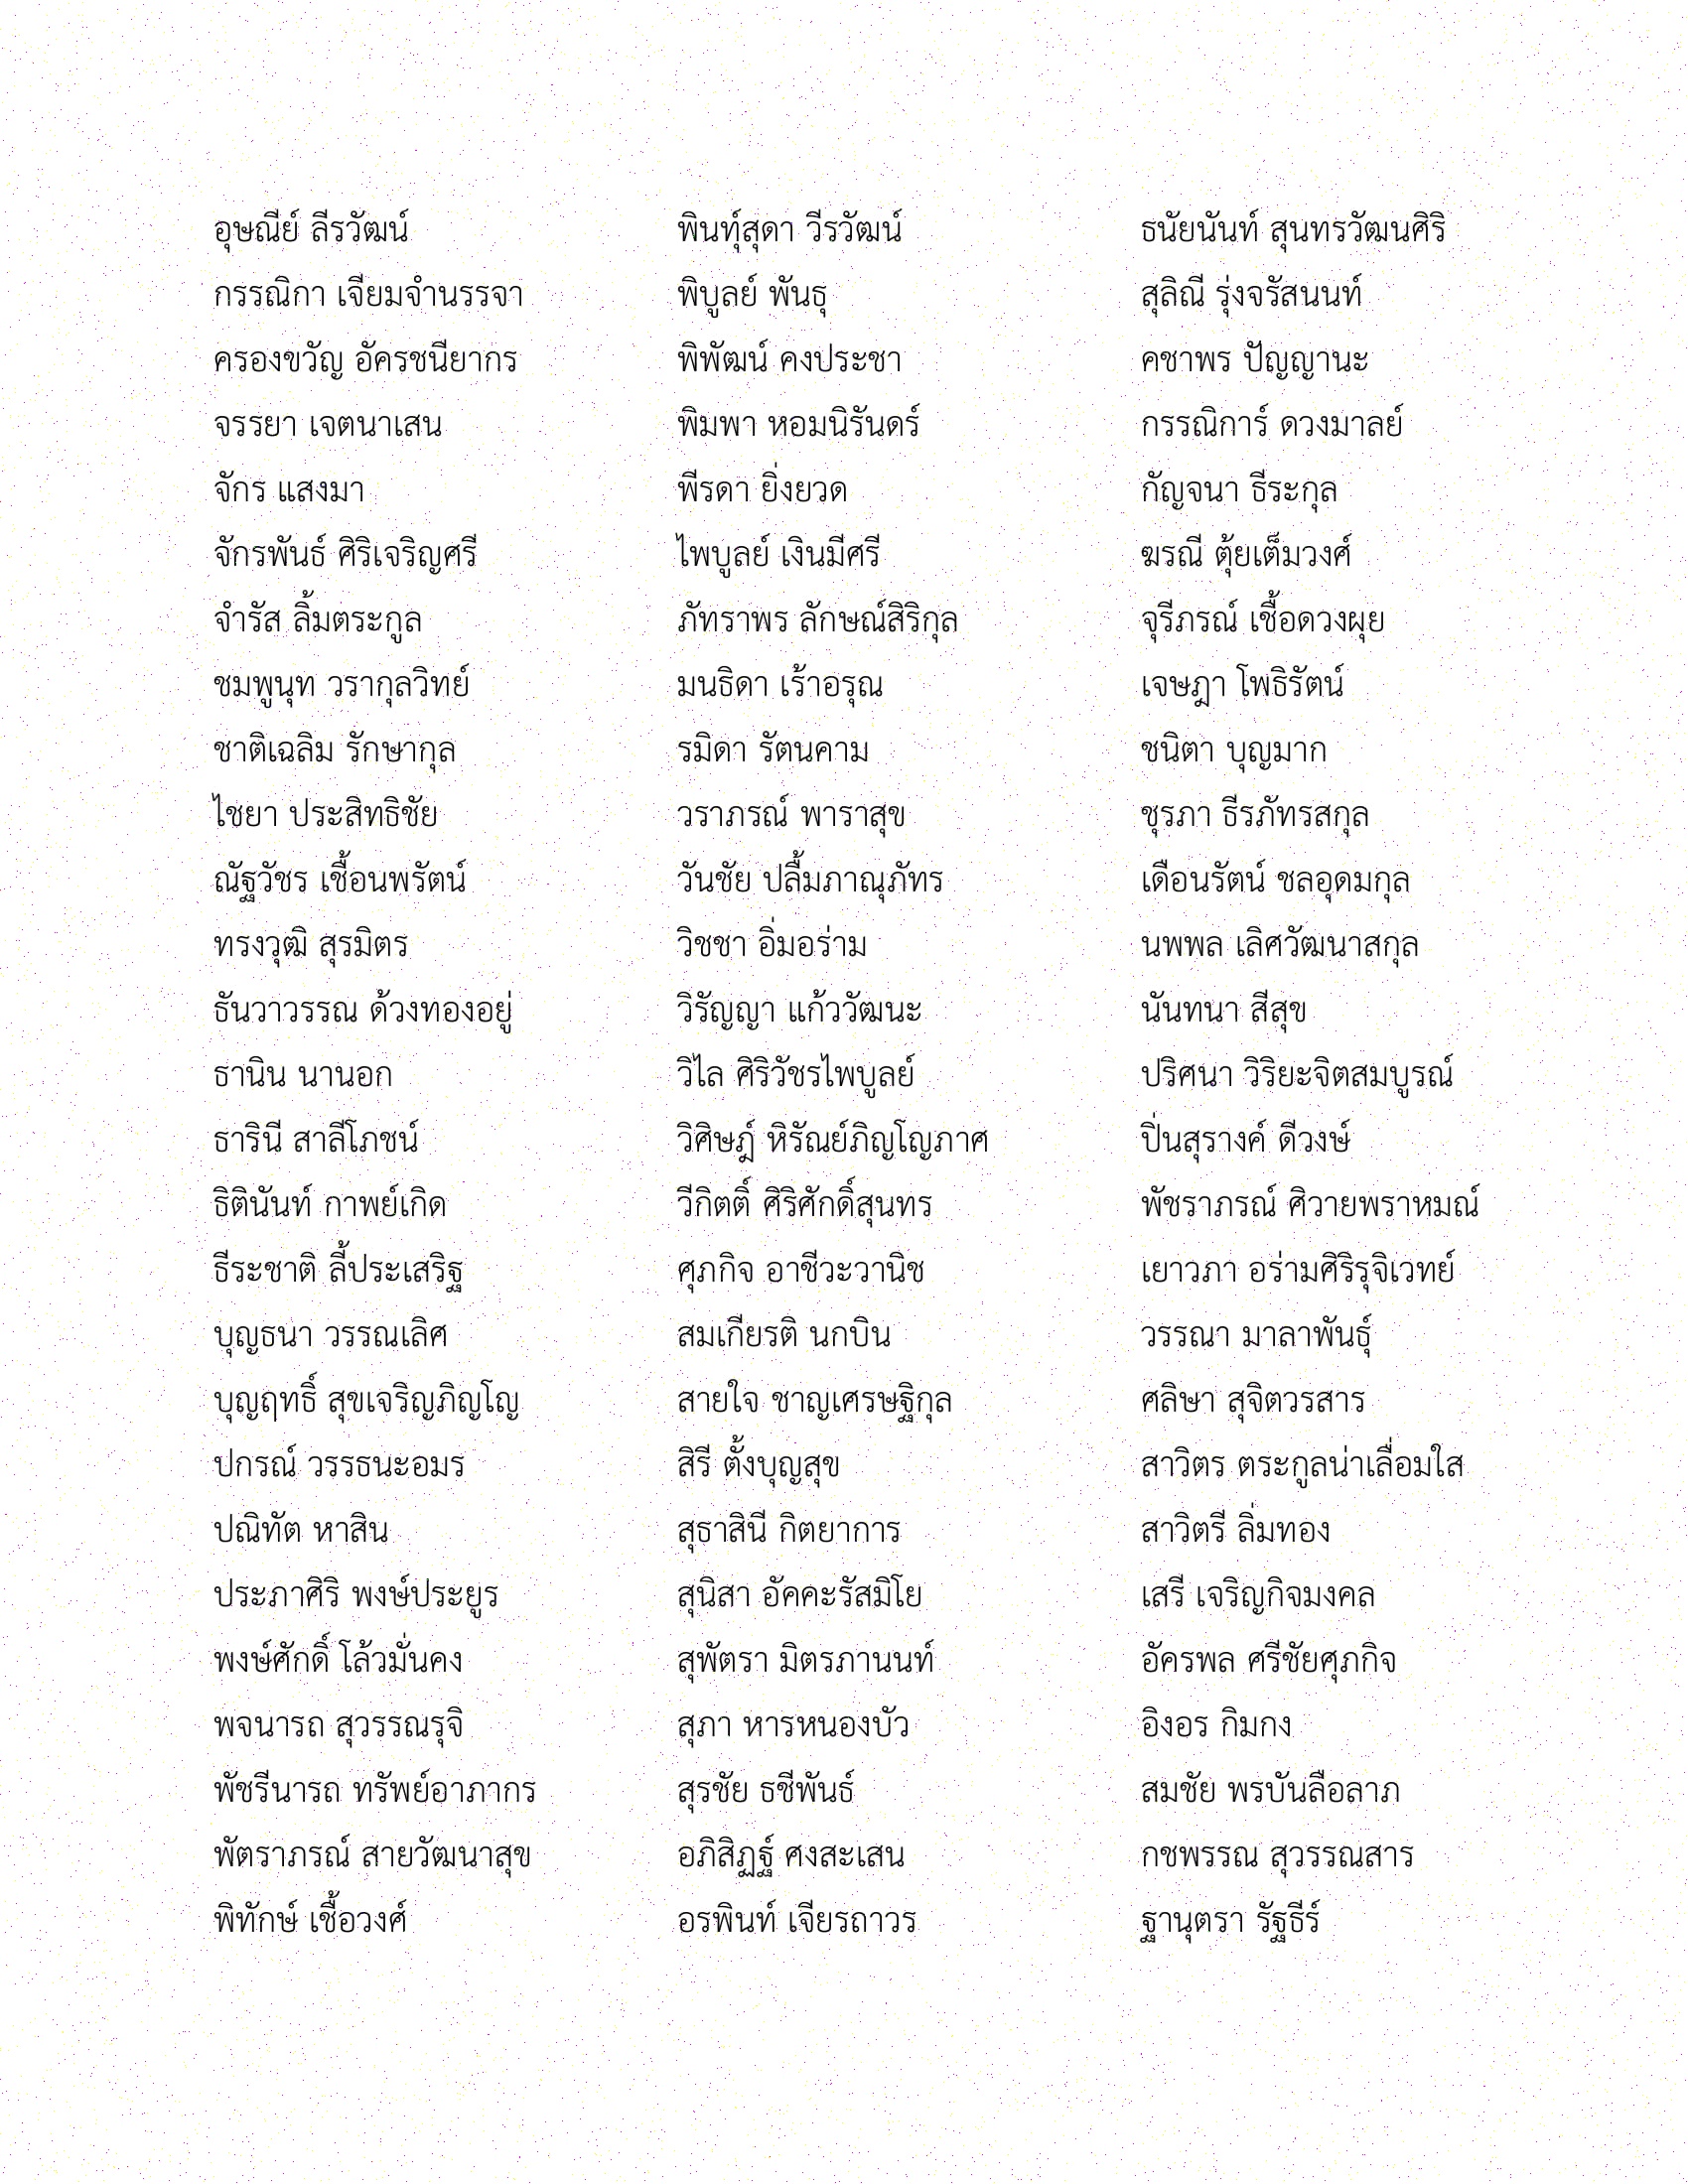 อุษณีย์ ลีรวัฒน์
กรรณิกา เจียมจำนรรจา
ครองขวัญ อัครชนียากร
จรรยา เจตนาเสน
จักร แสงมา
จักรพันธ์ ศิริเจริญศรี
จำรัส ลิ้มตระกูล
ชมพูนุท วรากุลวิทย์
ชาติเฉลิม รักษากุล
ไชยา ประสิทธิชัย
ณัฐวัชร เชื้อนพรัตน์
ทรงวุฒิ สุรมิตร
ธันวาวรรณ ด้วงทองอยู่
ธานิน นานอก
ธารินี สาลีโภชน์
ธิตินันท์ กาพย์เกิด
ธีระชาติ ลี้ประเสริฐ
บุญธนา วรรณเลิศ
บุญฤทธิ์ สุขเจริญภิญโญ
ปกรณ์ วรรธนะอมร
ปณิทัต หาสิน
ประภาศิริ พงษ์ประยูร
พงษ์ศักดิ์ โล้วมั่นคง
พจนารถ สุวรรณรุจิ
พัชรีนารถ ทรัพย์อาภากร
พัตราภรณ์ สายวัฒนาสุข
พิทักษ์ เชื้อวงศ์
พินทุ์สุดา วีรวัฒน์
พิบูลย์ พันธุ
พิพัฒน์ คงประชา
พิมพา หอมนิรันดร์
พีรดา ยิ่งยวด
ไพบูลย์ เงินมีศรี
ภัทราพร ลักษณ์สิริกุล
มนธิดา เร้าอรุณ
รมิดา รัตนคาม
วราภรณ์ พาราสุข
วันชัย ปลื้มภาณุภัทร
วิชชา อิ่มอร่าม
วิรัญญา แก้ววัฒนะ
วิไล ศิริวัชรไพบูลย์
วิศิษฎ์ หิรัณย์ภิญโญภาศ
วีกิตติ์ ศิริศักดิ์สุนทร
ศุภกิจ อาชีวะวานิช
สมเกียรติ นกบิน
สายใจ ชาญเศรษฐิกุล
สิรี ตั้งบุญสุข
สุธาสินี กิตยาการ
สุนิสา อัคคะรัสมิโย
สุพัตรา มิตรภานนท์
สุภา หารหนองบัว
สุรชัย ธชีพันธ์
อภิสิฏฐ์ ศงสะเสน
อรพินท์ เจียรถาวร
ธนัยนันท์ สุนทรวัฒนศิริ
สุลิณี รุ่งจรัสนนท์
คชาพร ปัญญานะ
กรรณิการ์ ดวงมาลย์
กัญจนา ธีระกุล
ฆรณี ตุ้ยเต็มวงศ์
จุรีภรณ์ เชื้อดวงผุย
เจษฎา โพธิรัตน์
ชนิตา บุญมาก
ชุรภา ธีรภัทรสกุล
เดือนรัตน์ ชลอุดมกุล
นพพล เลิศวัฒนาสกุล
นันทนา สีสุข
ปริศนา วิริยะจิตสมบูรณ์
ปิ่นสุรางค์ ดีวงษ์
พัชราภรณ์ ศิวายพราหมณ์
เยาวภา อร่ามศิริรุจิเวทย์
วรรณา มาลาพันธุ์
ศลิษา สุจิตวรสาร
สาวิตร ตระกูลน่าเลื่อมใส
สาวิตรี ลิ่มทอง
เสรี เจริญกิจมงคล
อัครพล ศรีชัยศุภกิจ
อิงอร กิมกง
สมชัย พรบันลือลาภ
กชพรรณ สุวรรณสาร
ฐานุตรา รัฐธีร์